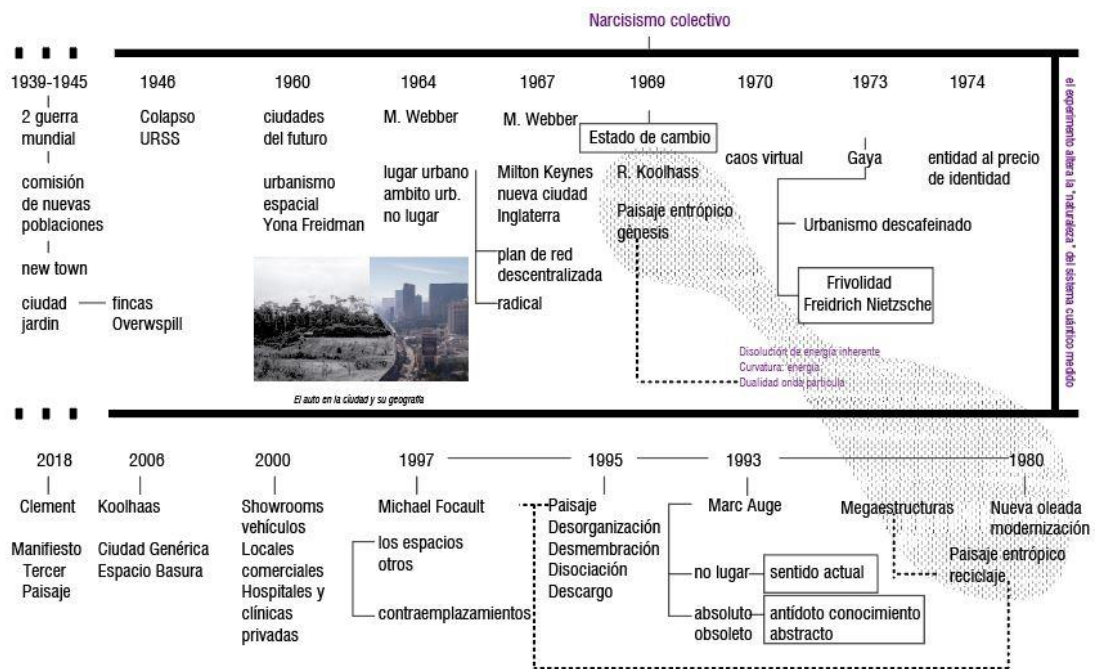 Narcisismo colectivo
1939-1945
2 guerra
mundial
comisión
de nuevas
poblaciones
new town
ciudad
jardin
fincas
Overwspill
1946
Colapso
URSS
1960
ciudades
del futuro
urbanismo
espacial
Yona Freidman
El auto en la ciudad y su geografía
1964
M. Webber
lugar urbano
ambito urb.
no lugar
1967
M. Webber
Milton Keynes
nueva ciudad
Inglaterra
plan de red
descentralizada
radical
1969
Estado de cambio
R. Koolhass
Paisaje entrópico
génesis
1970
caos virtual
1973
Gaya
Urbanismo descafeinado
Frivolidad
Freidrich Nietzsche
Disolución de energía inherente
Curvatura: energía
Dualidad onda partícula
1974
entidad al precio
de identidad
el experimento altera la "naturaleza" del sistema cuántico medido
2018
Clement
Manifiesto
Tercer
Paisaje
2006
Koolhaas
Ciudad Genérica
Espacio Basura
2000
Showrooms
vehículos
Locales
comerciales
Hospitales y
clínicas
privadas
1997
Michael Focault
los espacios
otros
contraemplazamientos
1995
Paisaje
Desorganización
Desmembración
Disociación
Descargo
1993
Marc Auge
no lugar
sentido actual
absoluto
obsoleto
antídoto conocimiento
abstracto
1980
Megaestructuras
Nueva oleada
modernización
Paisaje entrópico
reciclaje